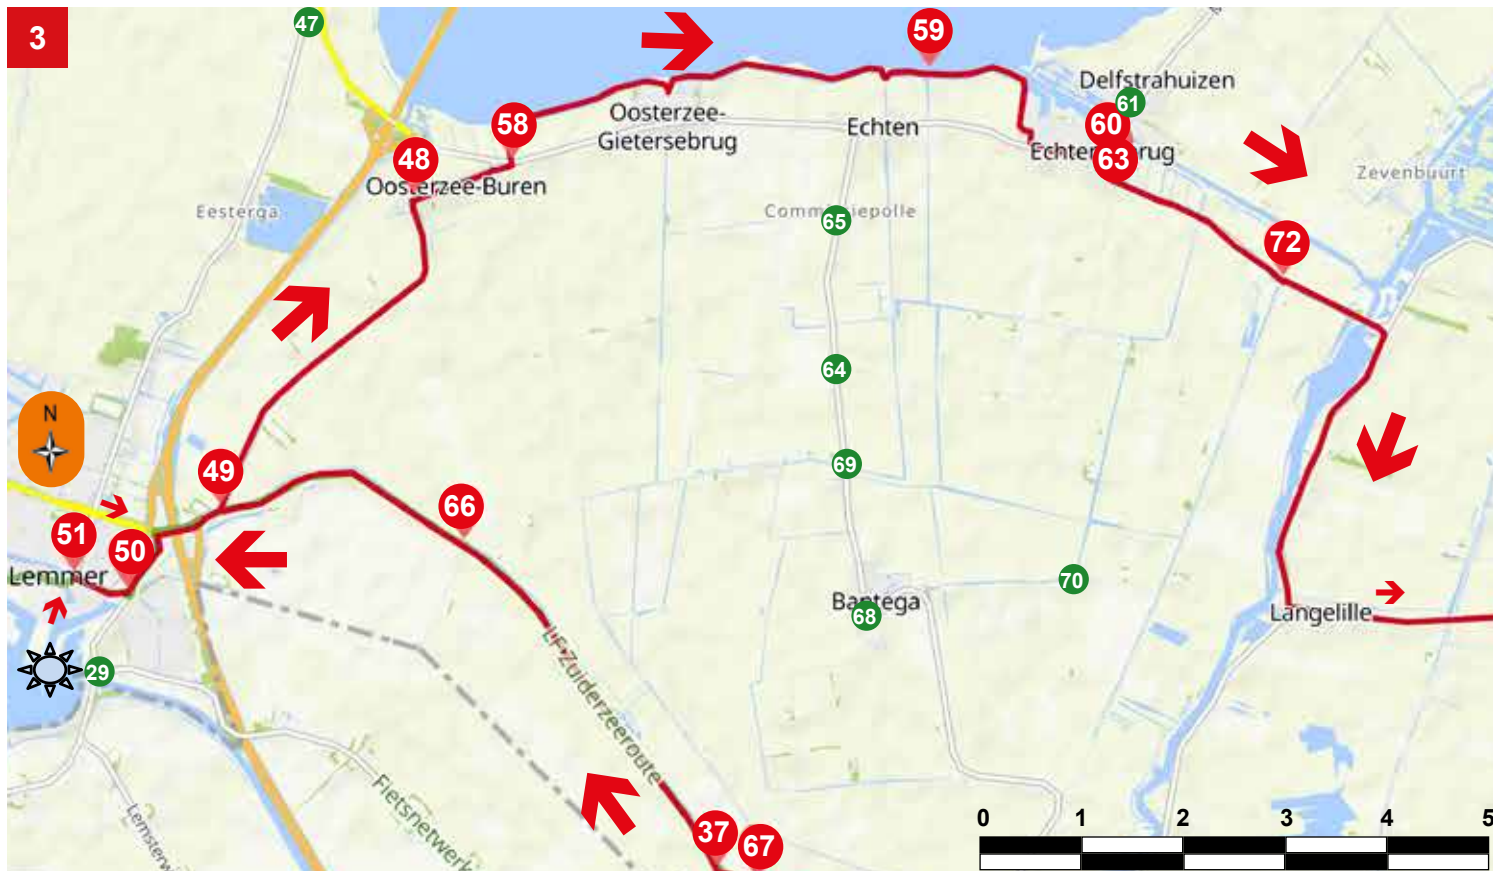 3
47
59
Delfstrahuizen
61
58
Oosterzee-
Gietersebrug
Echten
60
48
63
Zevenbuurt
Oosterzee-Buren
Eesterga
65
72
64
N
49
69
66
51
50
Lemmer
70
Bantega
68
Langelille
LF-Zuiderzeeroute
29
Fietsnetwerk
37
67
0 1 2 3 4 5